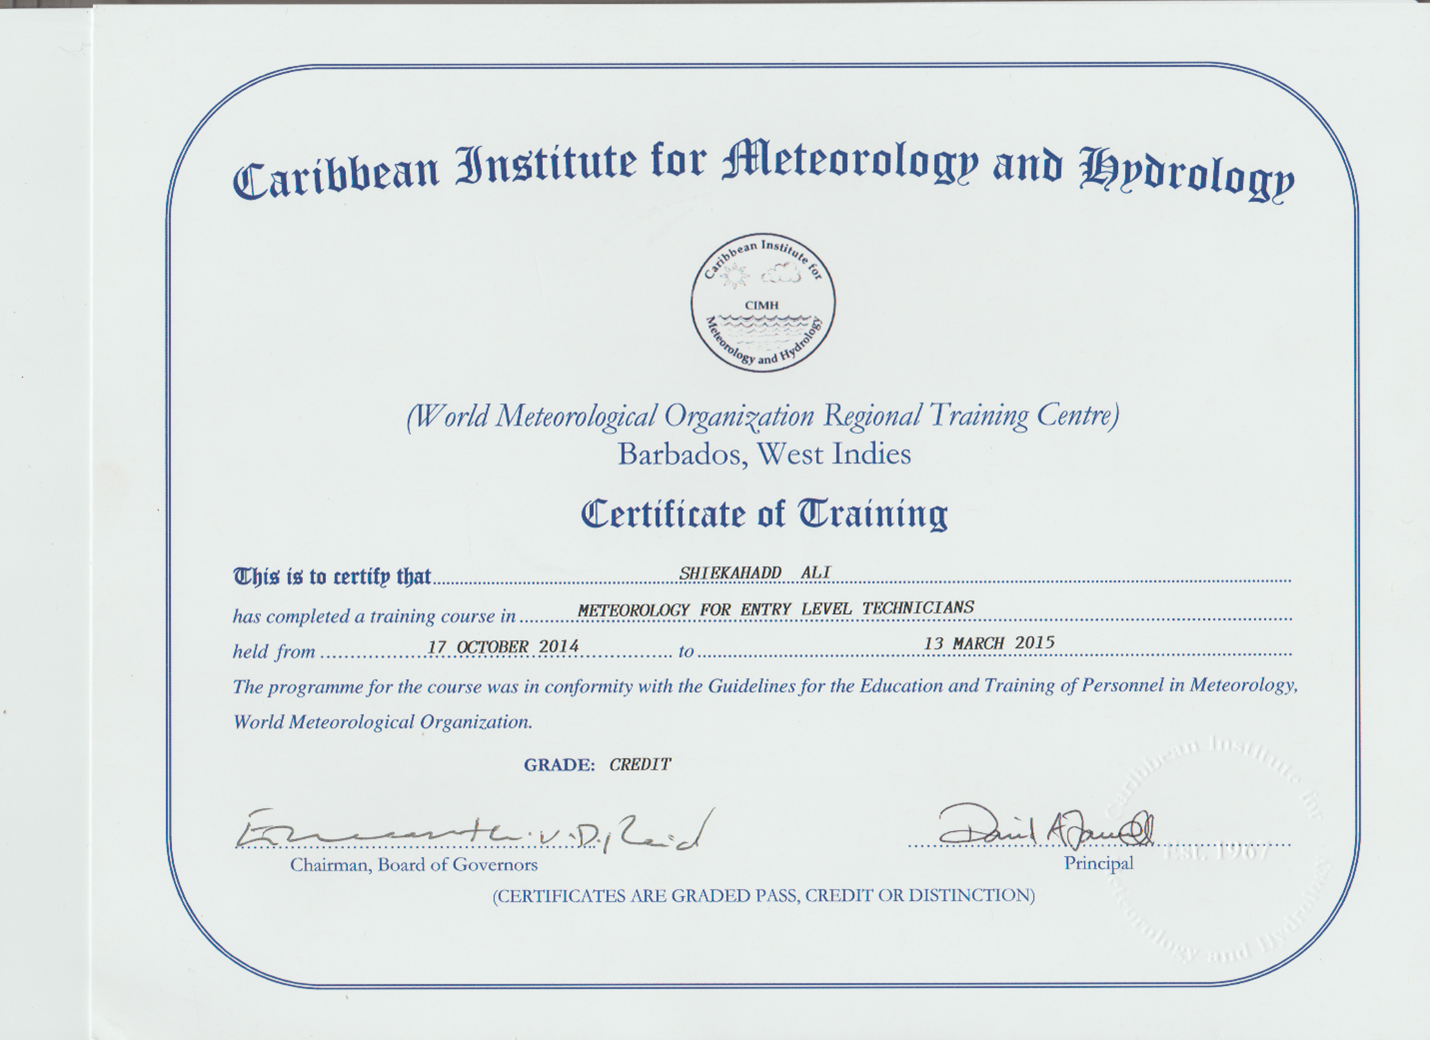 Caribbean Institute for Meteorology and Hydrology
Caribbean Institute for
CIMH
Meteorology and Hydrology
(World Meteorological Organization Regional Training Centre)
Barbados, West Indies
Certificate of Training
This is to certify that SHIEKAHADD ALI
has completed a training course in METEOROLOGY FOR ENTRY LEVEL TECHNICIANS
held from 17 OCTOBER 2014 to 13 MARCH 2015
The programme for the course was in conformity with the Guidelines for the Education and Training of Personnel in Meteorology,
World Meteorological Organization.
GRADE: CREDIT
Chairman, Board of Governors
Principal
(CERTIFICATES ARE GRADED PASS, CREDIT OR DISTINCTION)
Caribbean Institute for
Est. 1967
Meteorology and Hydrology